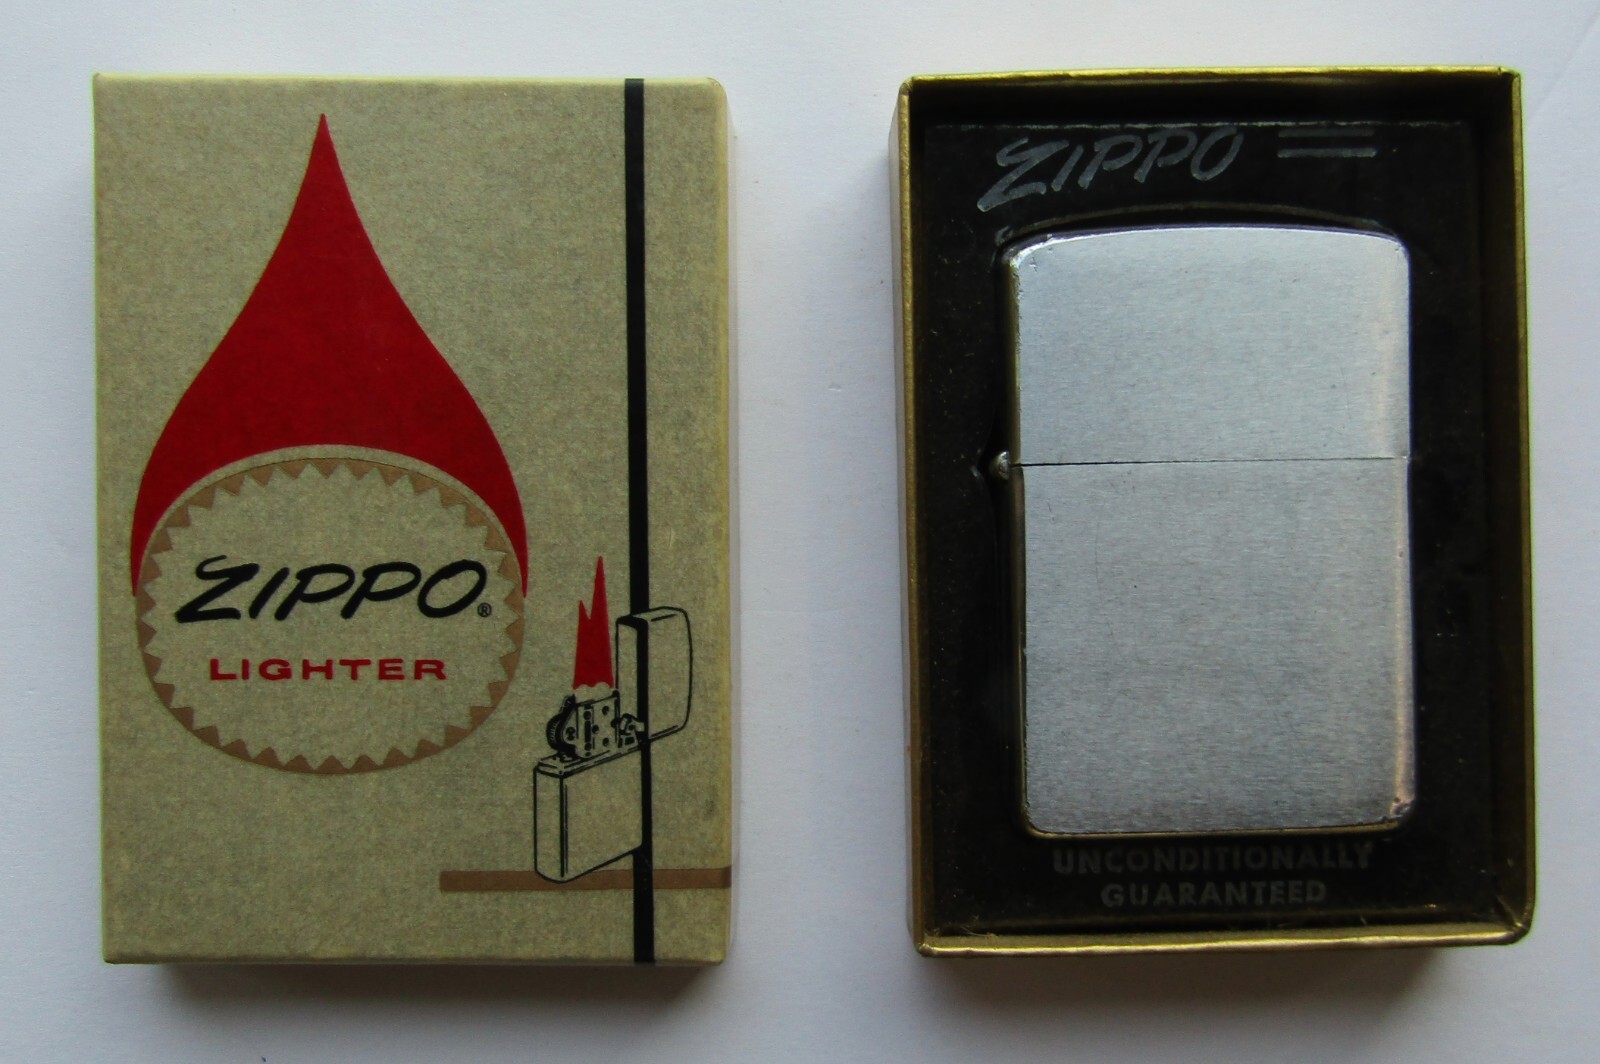 ZIPPO®
LIGHTER
ZIPPO
UNCONDITIONALLY
GUARANTEED